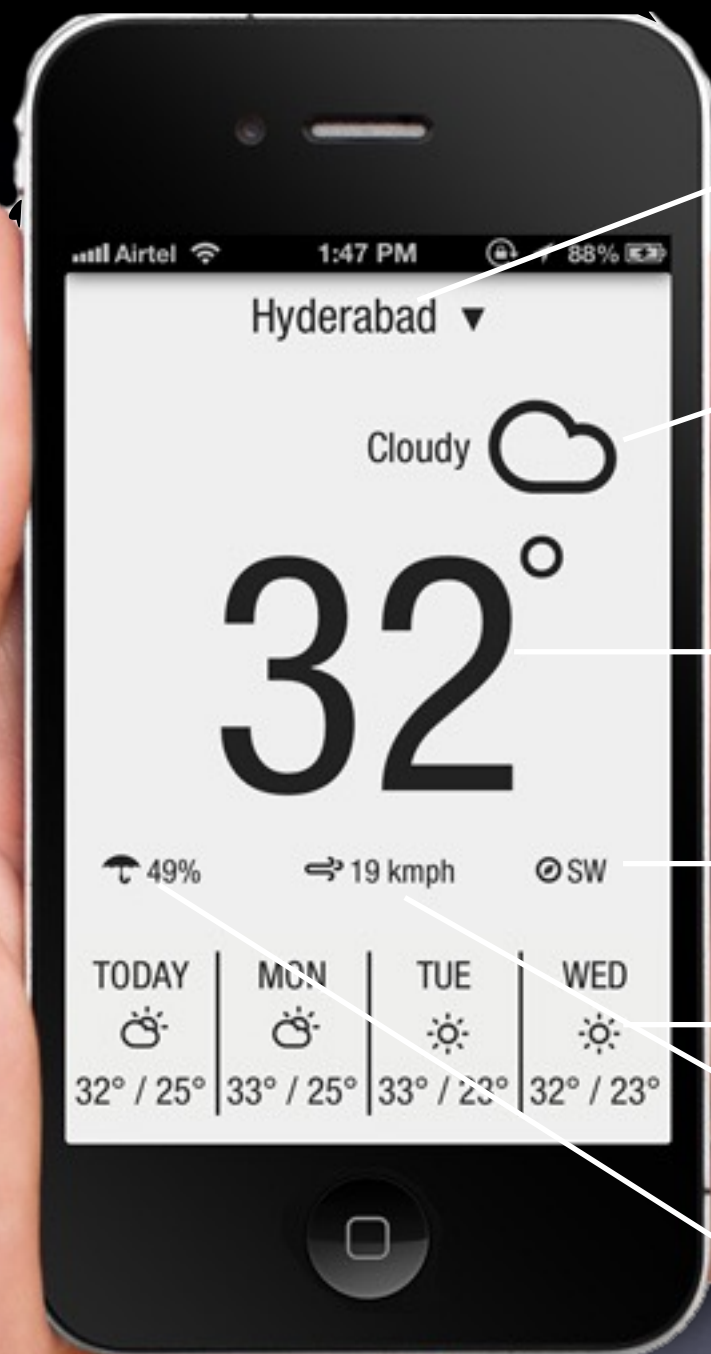 Airtel 1:47 PM 88%
Hyderabad ▼
Cloudy
32°
49% 19 kmph SW
TODAY MON TUE WED
32° / 25° 33° / 25° 33° / 23° 32° / 23°